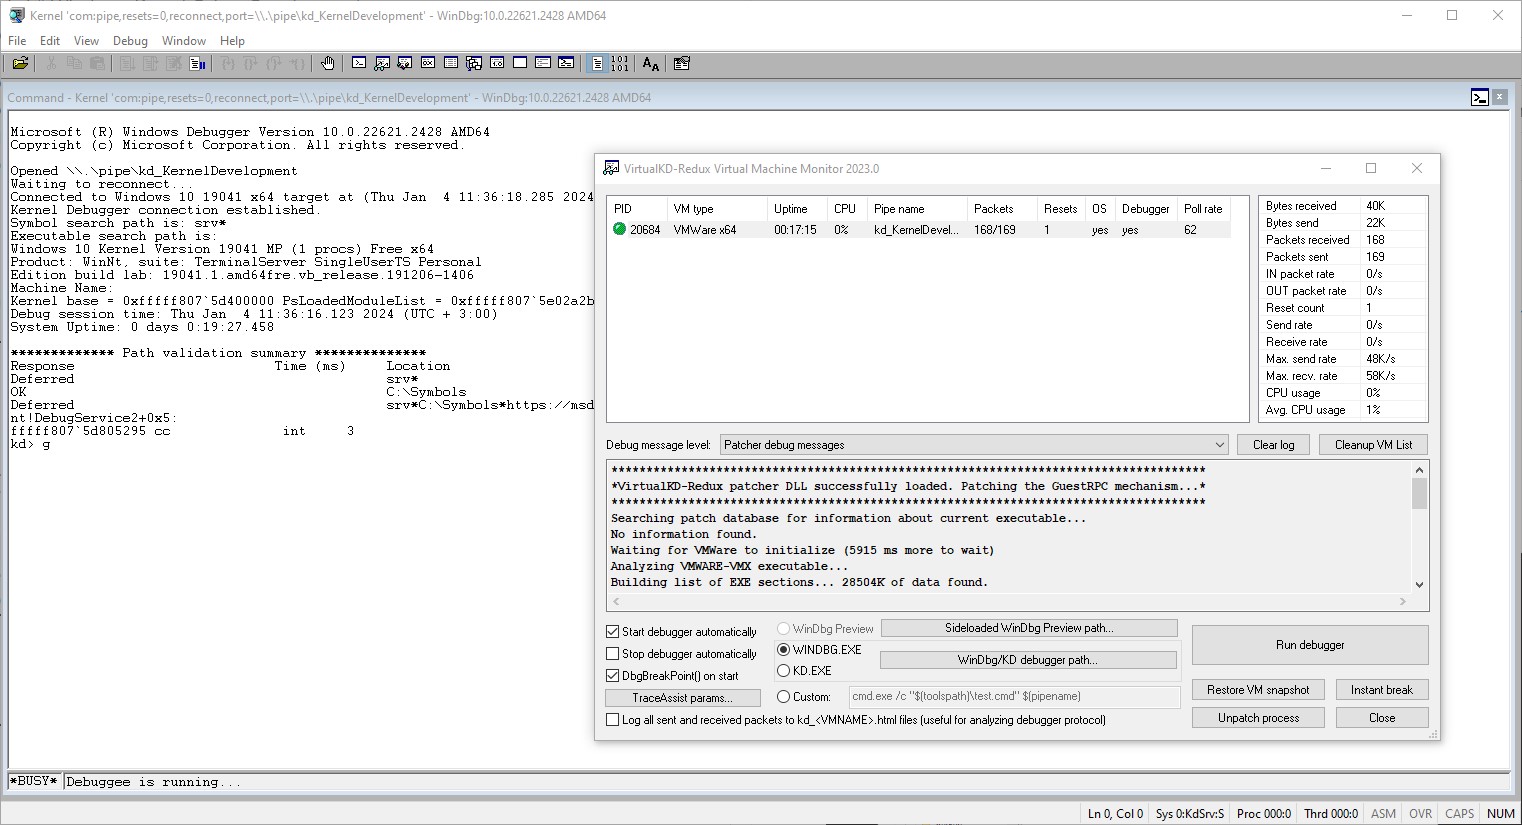 Kernel 'com:pipe,resets=0,reconnect,port=\\.\pipe\kd_KernelDevelopment' - WinDbg:10.0.22621.2428 AMD64
File Edit View Debug Window Help
Command - Kernel 'com:pipe,resets=0,reconnect,port=\\.\pipe\kd_KernelDevelopment' - WinDbg:10.0.22621.2428 AMD64
Microsoft (R) Windows Debugger Version 10.0.22621.2428 AMD64
Copyright (c) Microsoft Corporation. All rights reserved.
Opened \\.\pipe\kd_KernelDevelopment
Waiting to reconnect...
Connected to Windows 10 19041 x64 target at (Thu Jan  4 11:36:18.285 2024
Kernel Debugger connection established.
Symbol search path is: srv*
Executable search path is:
Windows 10 Kernel Version 19041 MP (1 procs) Free x64
Product: WinNt, suite: TerminalServer SingleUserTS Personal
Edition build lab: 19041.1.amd64fre.vb_release.191206-1406
Machine Name:
Kernel base = 0xfffff807`5d400000 PsLoadedModuleList = 0xfffff807`5e02a2b
Debug session time: Thu Jan  4 11:36:16.123 2024 (UTC + 3:00)
System Uptime: 0 days 0:19:27.458
************* Path validation summary **************
Response Time (ms) Location
Deferred srv*
OK C:\Symbols
Deferred srv*C:\Symbols*https://msd
nt!DebugService2+0x5:
fffff807`5d805295 cc int 3
kd> g
*BUSY* Debuggee is running...
Ln 0, Col 0 Sys 0:KdSrv:S Proc 000:0 Thrd 000:0 ASM OVR CAPS NUM
VirtualKD-Redux Virtual Machine Monitor 2023.0
PID VM type Uptime CPU Pipe name Packets Resets OS Debugger Poll rate
20684 VMWare x64 00:17:15 0% kd_KernelDevel... 168/169 1 yes yes 62
Bytes received 40K
Bytes send 22K
Packets received 168
Packets sent 169
IN packet rate 0/s
OUT packet rate 0/s
Reset count 1
Send rate 0/s
Receive rate 0/s
Max. send rate 48K/s
Max. recv. rate 58K/s
CPU usage 0%
Avg. CPU usage 1%
Debug message level: Patcher debug messages Clear log Cleanup VM List
*************************************************************************************
*VirtualKD-Redux patcher DLL successfully loaded. Patching the GuestRPC mechanism...*
*************************************************************************************
Searching patch database for information about current executable...
No information found.
Waiting for VMWare to initialize (5915 ms more to wait)
Analyzing VMWARE-VMX executable...
Building list of EXE sections... 28504K of data found.
Start debugger automatically
Stop debugger automatically
DbgBreakPoint() on start
TraceAssist params...
WinDbg Preview Sideloaded WinDbg Preview path...
WINDBG.EXE
KD.EXE
WinDbg/KD debugger path...
Custom: cmd.exe /c "$(toolspath)\test.cmd" $(pipename)
Log all sent and received packets to kd_<VMNAME>.html files (useful for analyzing debugger protocol)
Run debugger
Restore VM snapshot Instant break
Unpatch process Close